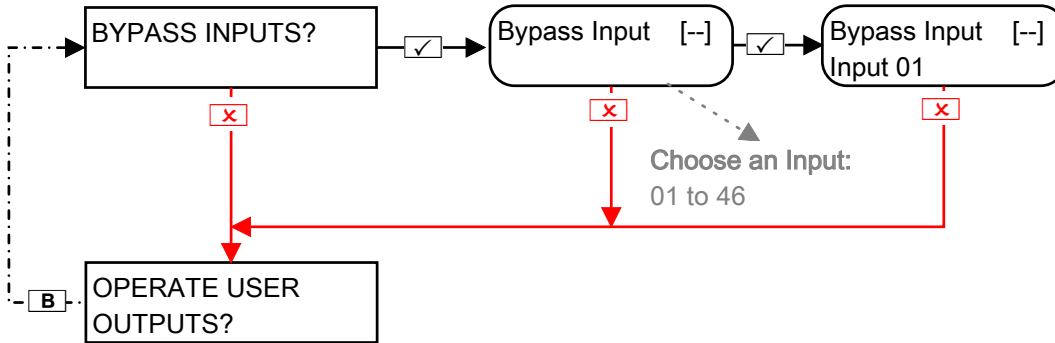 BYPASS INPUTS?
✓
Bypass Input [--]
✓
Bypass Input [--]
Input 01
x
x
x
Choose an Input:
01 to 46
B
OPERATE USER
OUTPUTS?